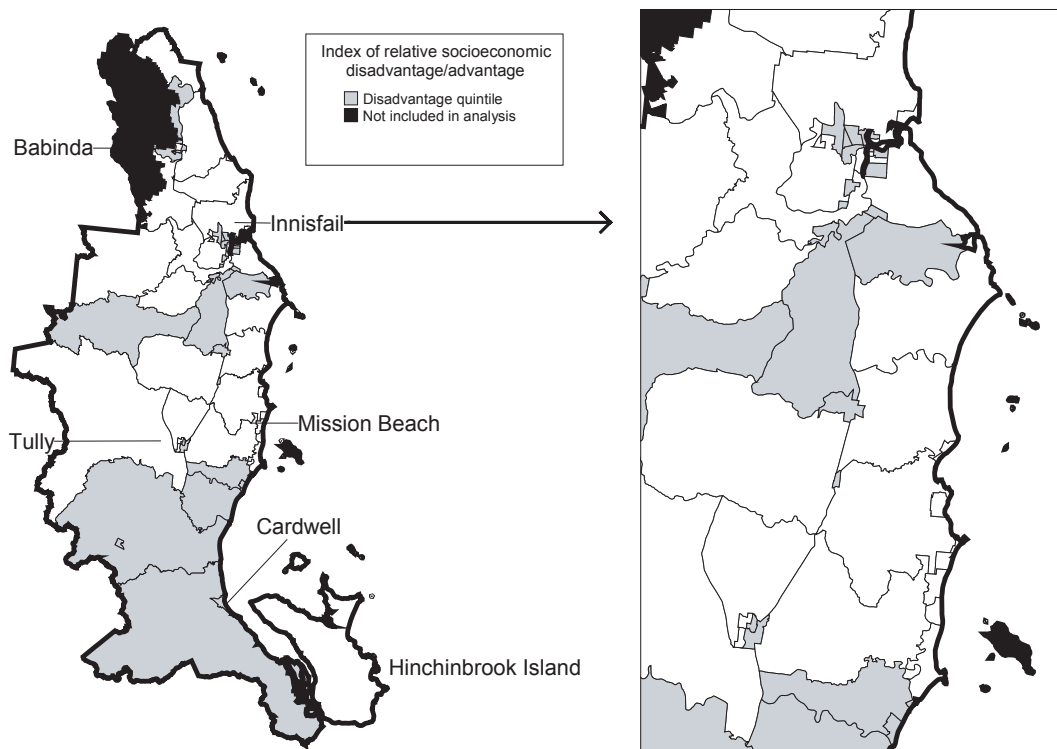 Index of relative socioeconomic
disadvantage/advantage
Disadvantage quintile
Not included in analysis
Babinda
Innisfail
Mission Beach
Tully
Cardwell
Hinchinbrook Island